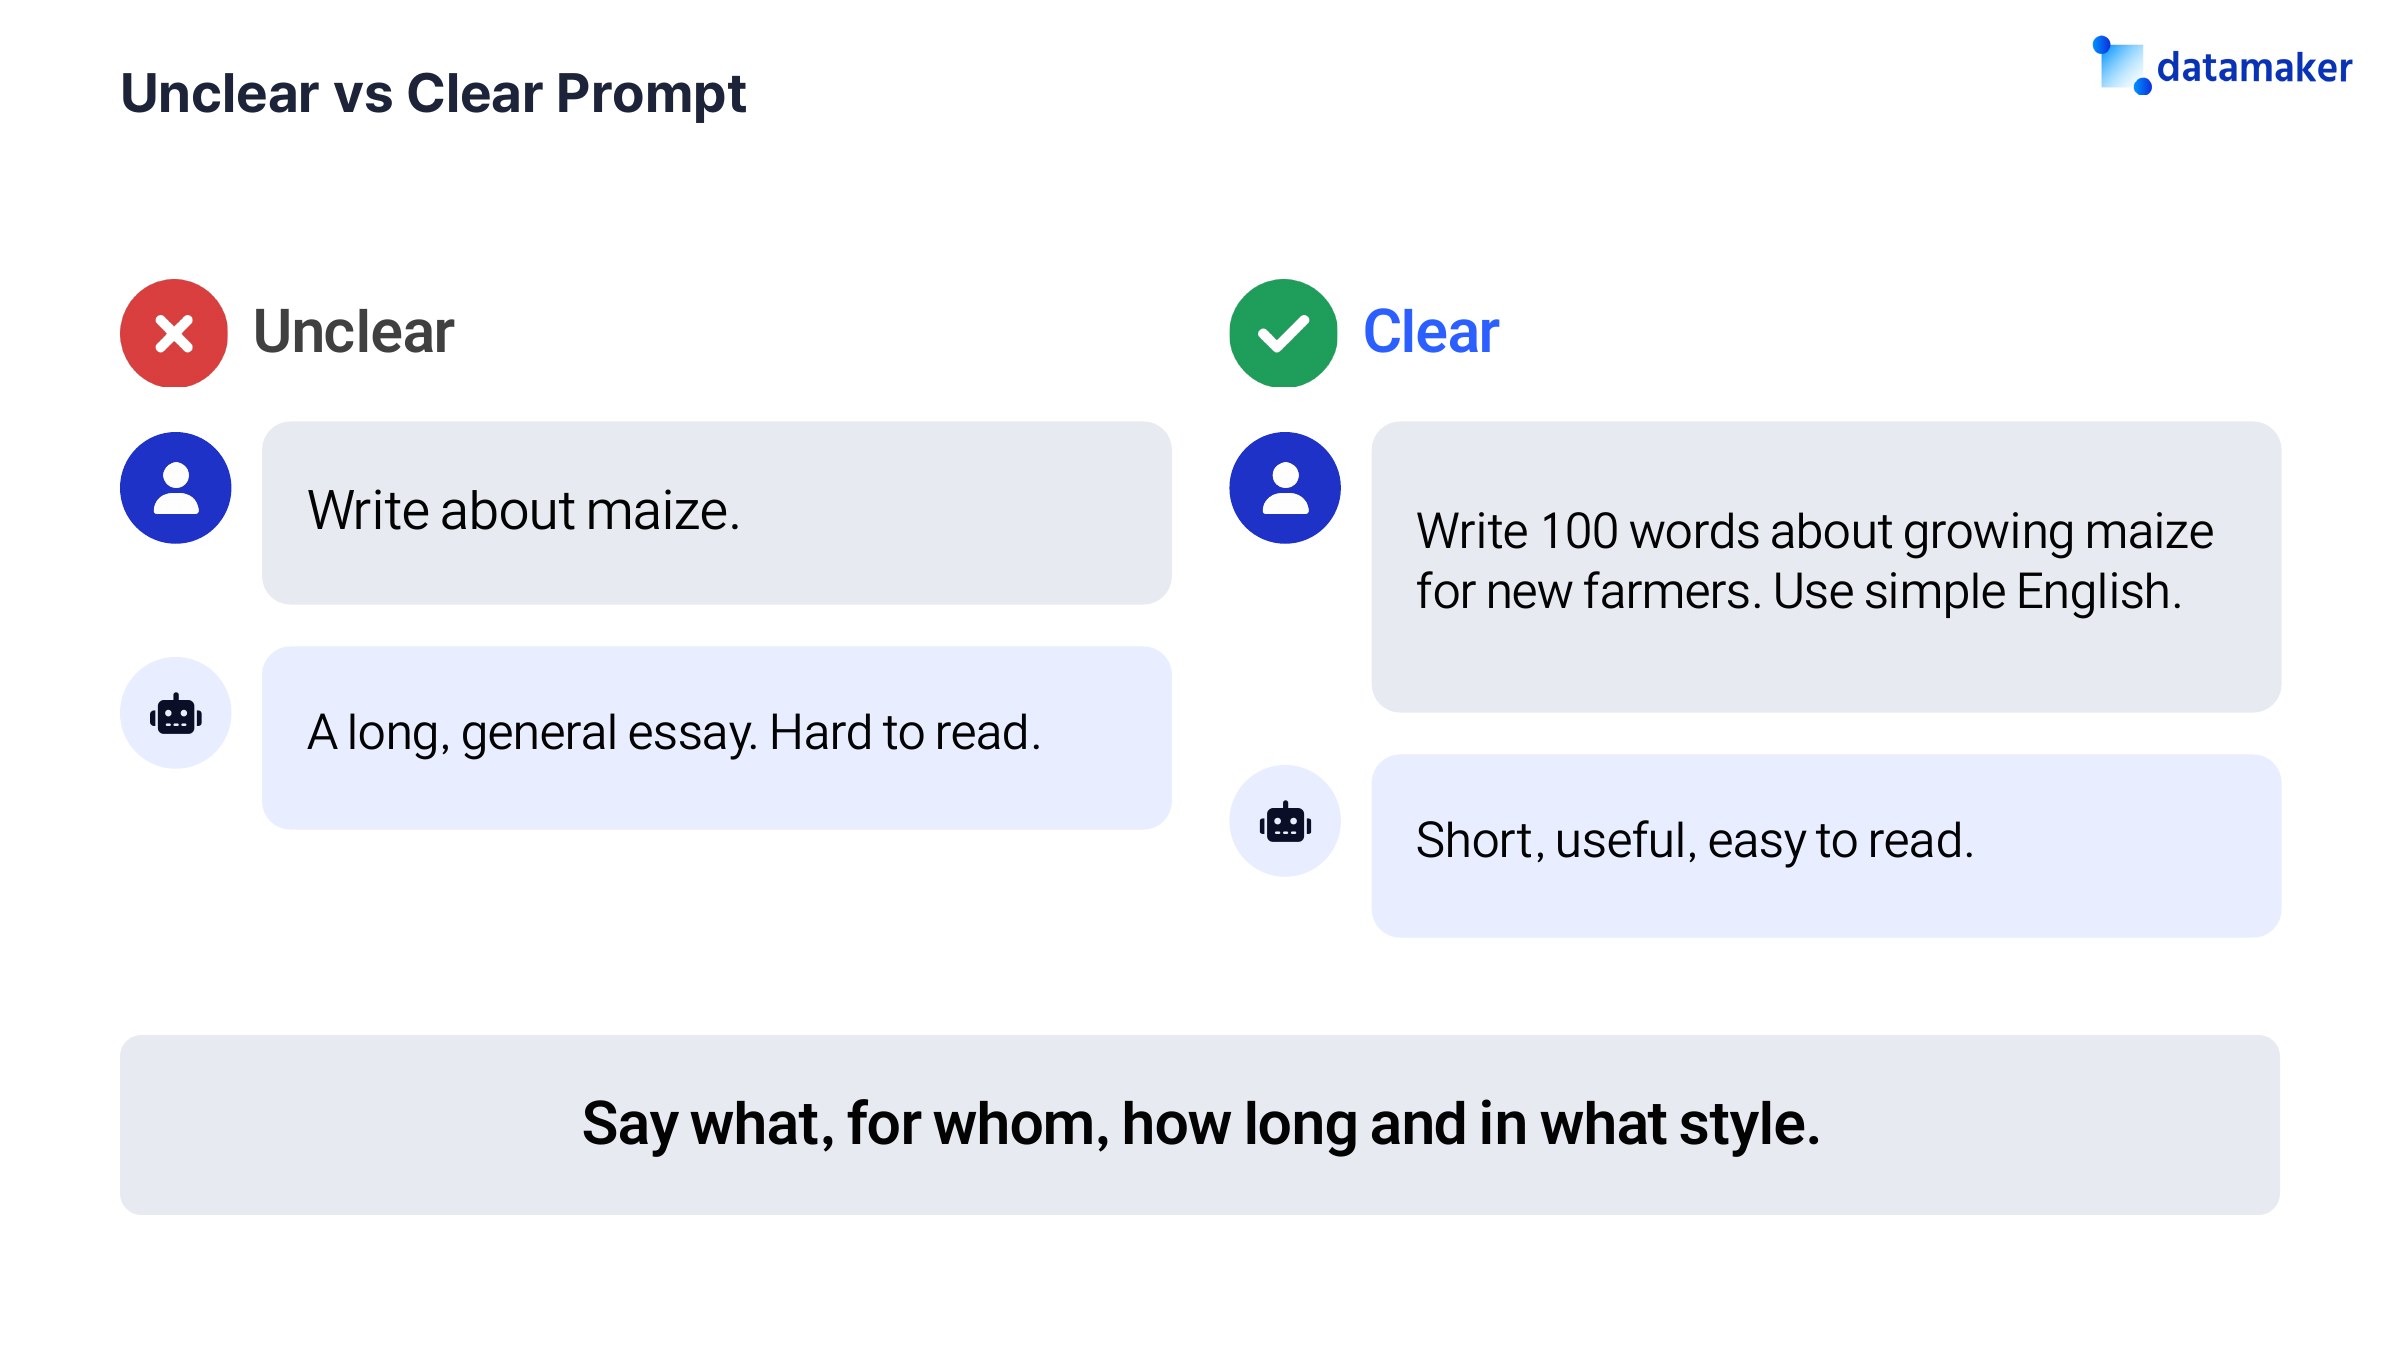 Unclear vs Clear Prompt
datamaker
Unclear
Write about maize.
A long, general essay. Hard to read.
Clear
Write 100 words about growing maize
for new farmers. Use simple English.
Short, useful, easy to read.
Say what, for whom, how long and in what style.